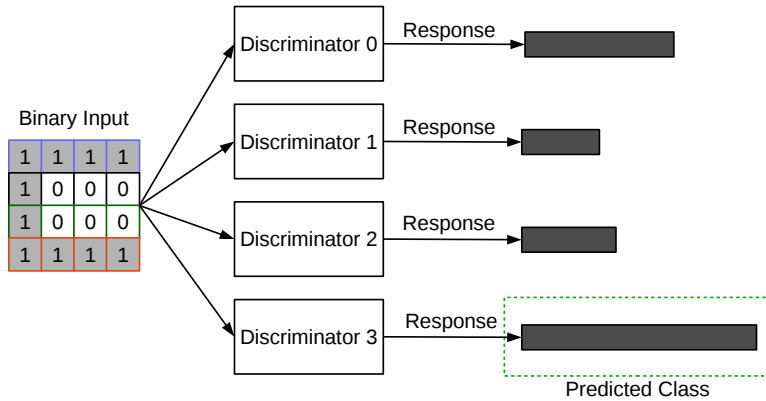 Discriminator 0 Response
Binary Input
Discriminator 1 Response
1 1 1 1
1 0 0 0
1 0 0 0
1 1 1 1
Discriminator 2 Response
Discriminator 3 Response
Predicted Class